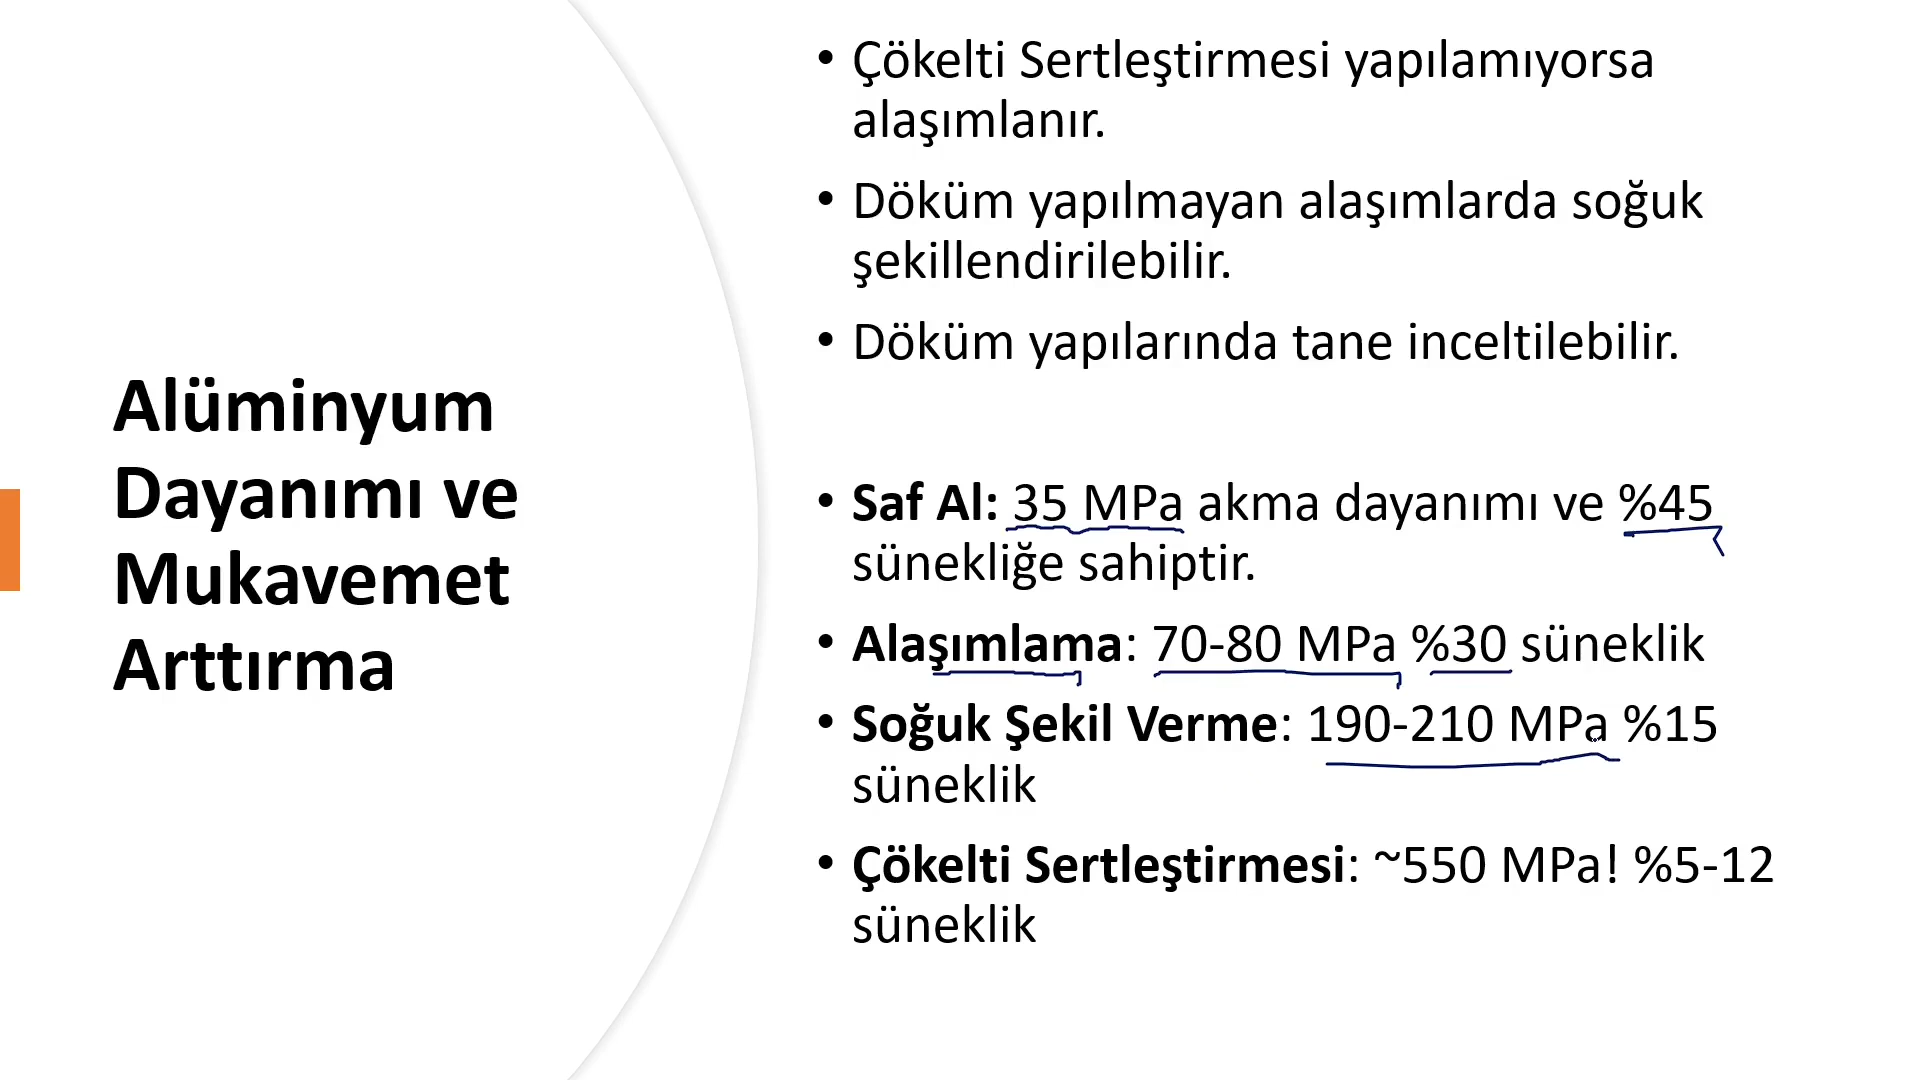 Alüminyum
Dayanımı ve
Mukavemet
Arttırma
• Çökelti Sertleştirmesi yapılamıyorsa
alaşımlanır.
• Döküm yapılmayan alaşımlarda soğuk
şekillendirilebilir.
• Döküm yapılarında tane inceltilebilir.
• Saf Al: 35 MPa akma dayanımı ve %45
sünekliğe sahiptir.
• Alaşımlama: 70-80 MPa %30 süneklik
• Soğuk Şekil Verme: 190-210 MPa %15
süneklik
• Çökelti Sertleştirmesi: ~550 MPa! %5-12
süneklik